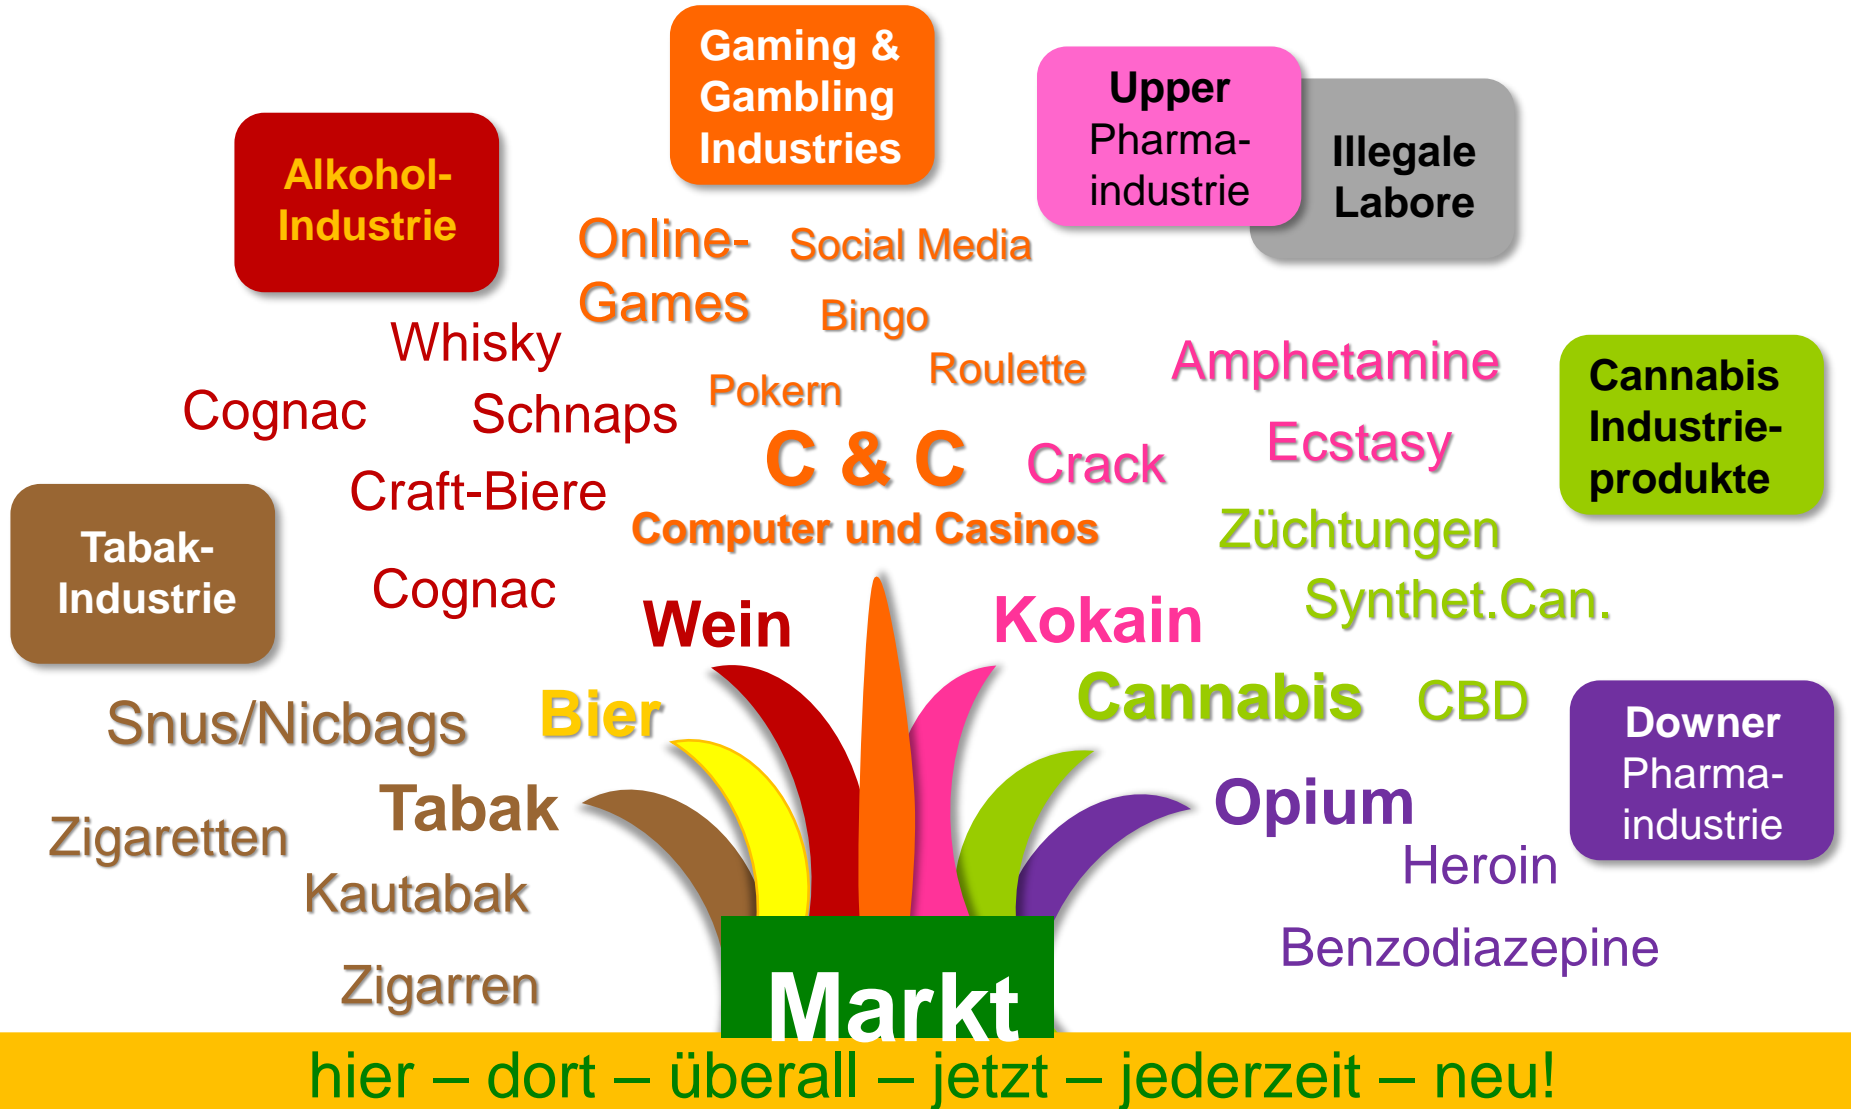 Gaming &
Gambling
Industries
Upper
Pharma-
industrie
Illegale
Labore
Alkohol-
Industrie
Online-
Games
Social Media
Bingo
Whisky
Roulette
Amphetamine
Pokern
Cannabis
Industrie-
produkte
Cognac
Schnaps
C & C
Crack
Ecstasy
Craft-Biere
Computer und Casinos
Züchtungen
Tabak-
Industrie
Cognac
Wein
Kokain
Synthet.Can.
Snus/Nicbags
Bier
Cannabis
CBD
Downer
Pharma-
industrie
Tabak
Opium
Zigaretten
Heroin
Kautabak
Benzodiazepine
Zigarren
Markt
hier – dort – überall – jetzt – jederzeit – neu!